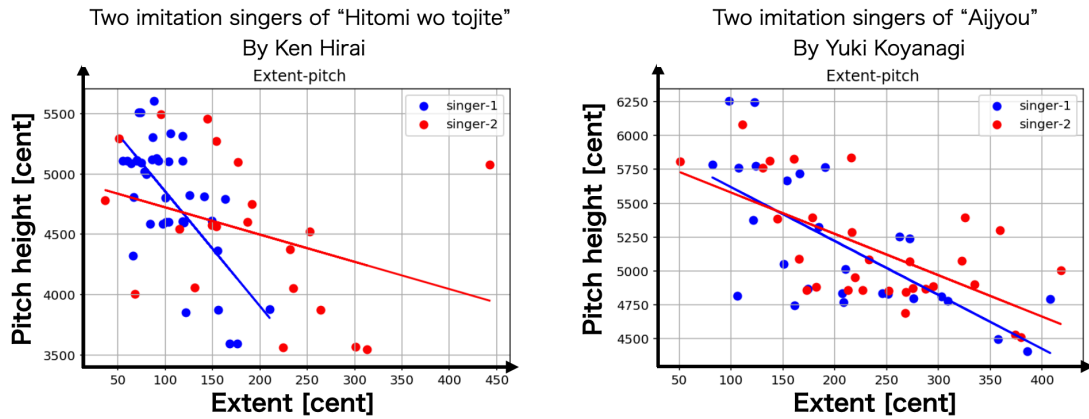 Two imitation singers of “Hitomi wo tojite”
By Ken Hirai
Extent-pitch
singer-1
singer-2
Pitch height [cent]
5500
5000
4500
4000
3500
50 100 150 200 250 300 350 400 450
Extent [cent]
Two imitation singers of “Aijyou”
By Yuki Koyanagi
Extent-pitch
singer-1
singer-2
Pitch height [cent]
6250
6000
5750
5500
5250
5000
4750
4500
50 100 150 200 250 300 350 400
Extent [cent]